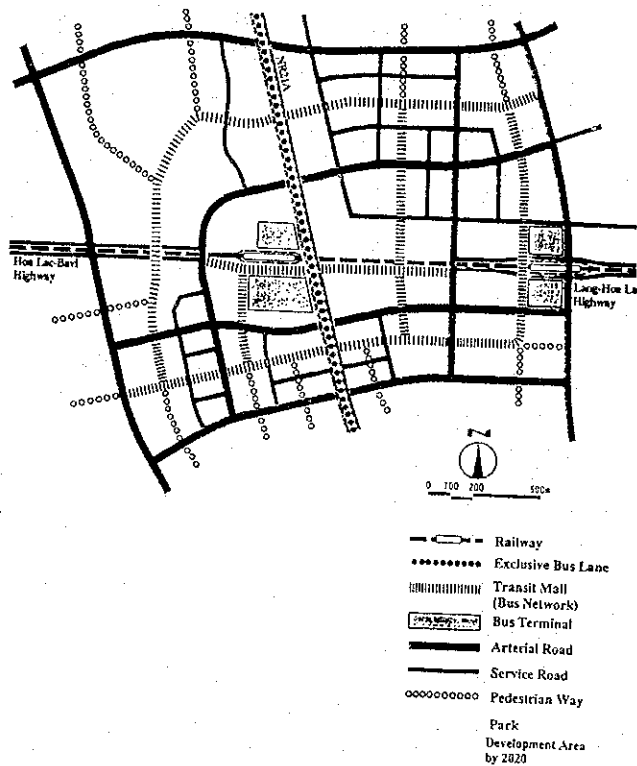 NR21A
Hoa Lac-Bavi
Highway
Lang-Hoa La
Highway
N
0 100 200 500m
Railway
Exclusive Bus Lane
Transit Mall
(Bus Network)
Bus Terminal
Arterial Road
Service Road
Pedestrian Way
Park
Development Area
by 2020